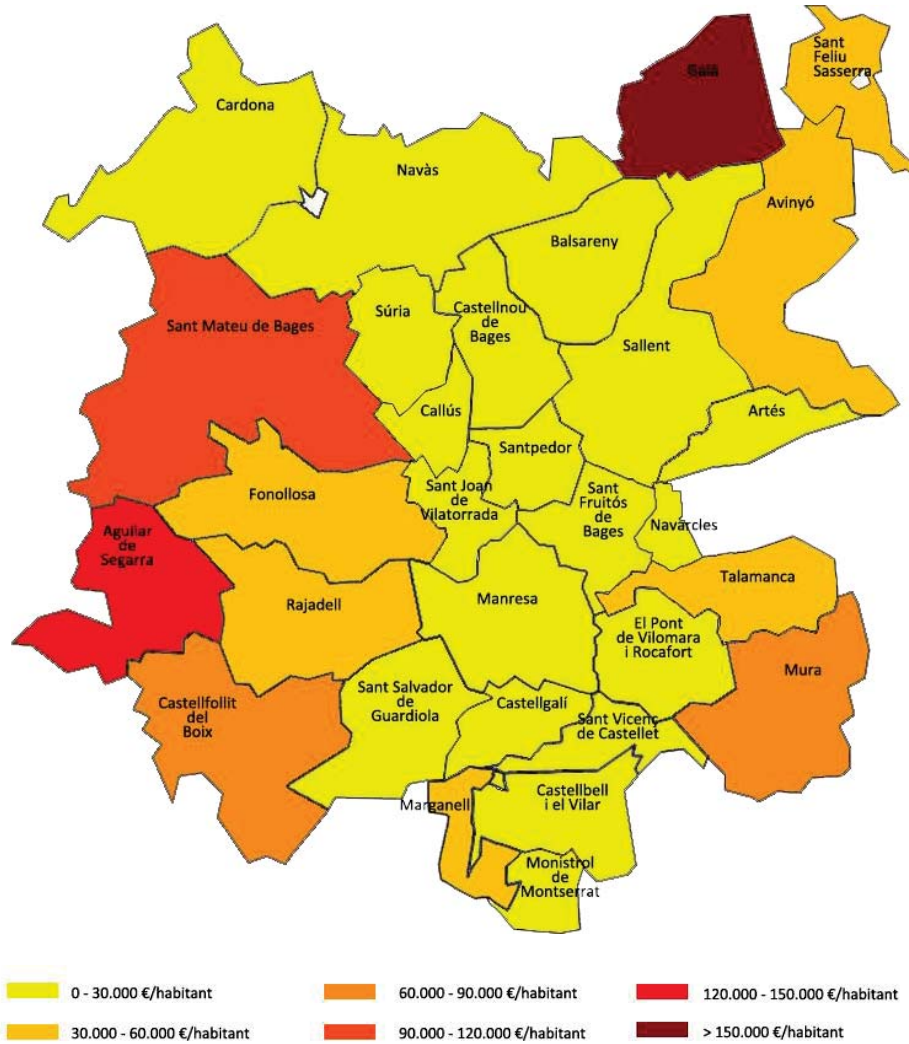 Sant
Feliu
Sasserra
Gaià
Cardona
Navàs
Avinyó
Balsareny
Súria
Castellnou
de
Bages
Sant Mateu de Bages
Sallent
Callús
Artés
Santpedor
Fonollosa
Sant Joan
de
Vilatorrada
Sant
Fruitós
de Bages
Navarcles
Aguilar
de
Segarra
Talamanca
Rajadell
Manresa
El Pont
de Vilomara
i Rocafort
Mura
Castellfollit
del
Boix
Sant Salvador
de
Guardiola
Castellgalí
Sant Vicenç
de Castellet
Marganell
Castellbell
i el Vilar
Monistrol
de
Montserrat
0 - 30.000 €/habitant
60.000 - 90.000 €/habitant
120.000 - 150.000 €/habitant
30.000 - 60.000 €/habitant
90.000 - 120.000 €/habitant
> 150.000 €/habitant